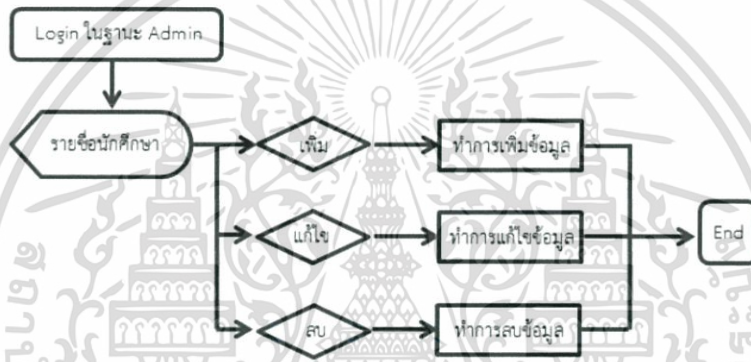 Login ในฐานะ Admin
รายชื่อนักศึกษา
เพิ่ม
ทำการเพิ่มข้อมูล
แก้ไข
ทำการแก้ไขข้อมูล
End
ลบ
ทำการลบข้อมูล